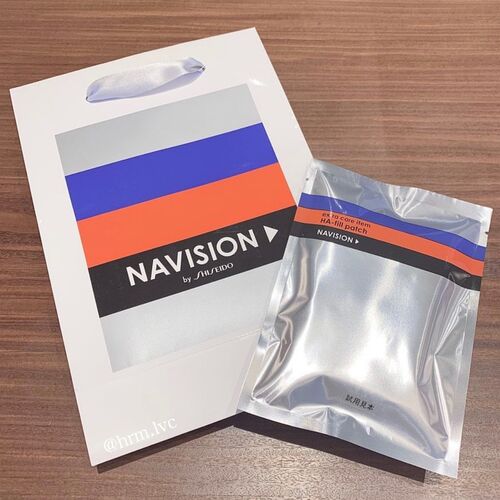 NAVISION
by SHISEIDO
extra care item
HA-fill patch
NAVISION
試用見本
@hrm.lvc